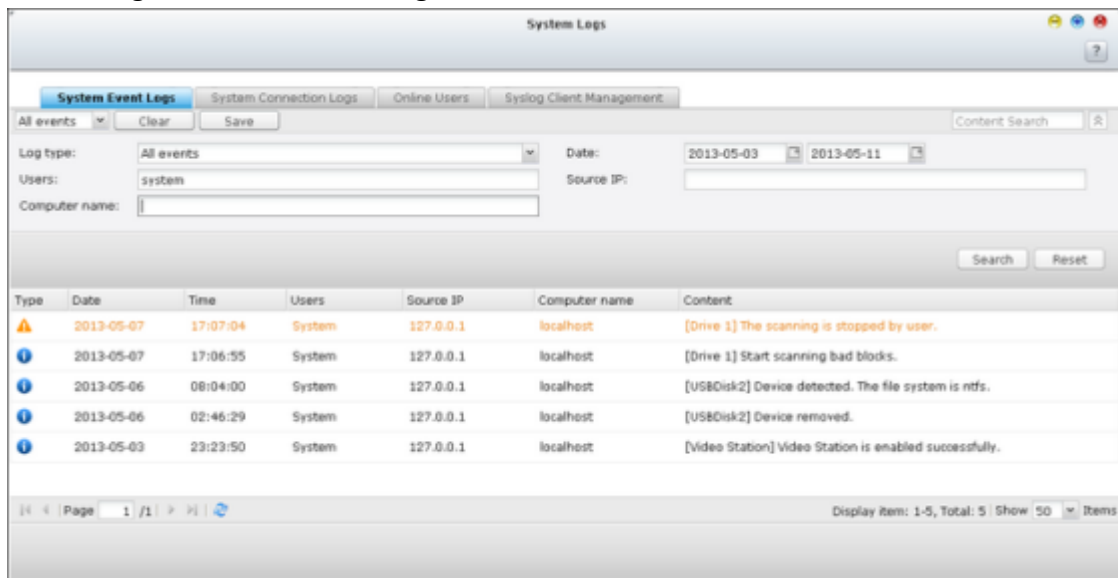 System Logs
?
System Event Logs System Connection Logs Online Users Syslog Client Management
All events Clear Save Content Search
Log type: All events Date: 2013-05-03 2013-05-11
Users: system Source IP:
Computer name:
Search Reset
Type Date Time Users Source IP Computer name Content
2013-05-07 17:07:04 System 127.0.0.1 localhost [Drive 1] The scanning is stopped by user.
2013-05-07 17:06:55 System 127.0.0.1 localhost [Drive 1] Start scanning bad blocks.
2013-05-06 08:04:00 System 127.0.0.1 localhost [USBDisk2] Device detected. The file system is ntfs.
2013-05-06 02:46:29 System 127.0.0.1 localhost [USBDisk2] Device removed.
2013-05-03 23:23:50 System 127.0.0.1 localhost [Video Station] Video Station is enabled successfully.
Page 1 /1 Display item: 1-5, Total: 5 Show 50 Items